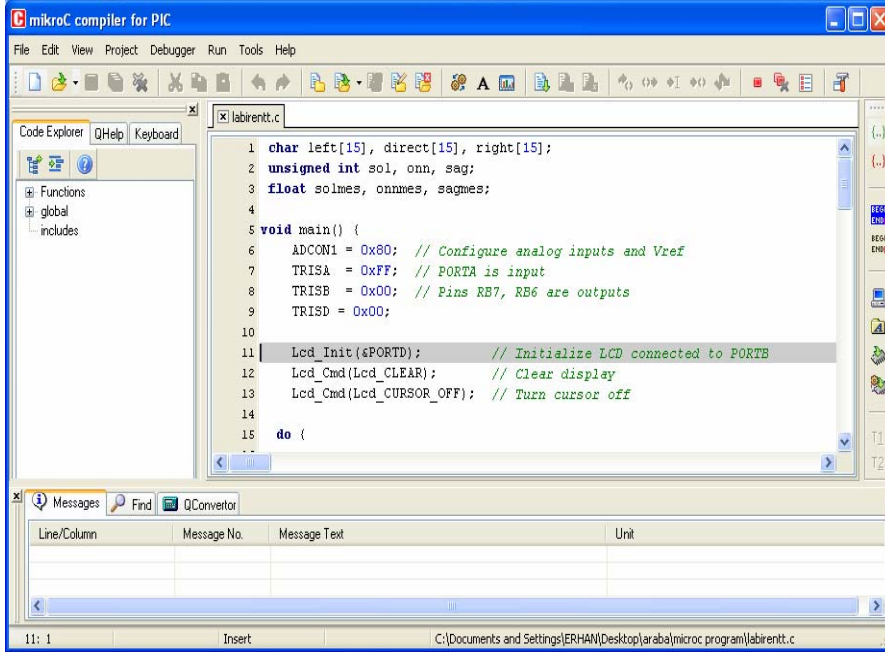 mikroC compiler for PIC
File Edit View Project Debugger Run Tools Help
Code Explorer QHelp Keyboard
Functions
global
includes
labirentt.c
1 char left[15], direct[15], right[15];
2 unsigned int sol, onn, sag;
3 float solmes, onnmes, sagmes;
4
5 void main() {
6 ADCON1 = 0x80; // Configure analog inputs and Vref
7 TRISA = 0xFF; // PORTA is input
8 TRISB = 0x00; // Pins RB7, RB6 are outputs
9 TRISD = 0x00;
10
11 Lcd_Init(&PORTD); // Initialize LCD connected to PORTB
12 Lcd_Cmd(Lcd_CLEAR); // Clear display
13 Lcd_Cmd(Lcd_CURSOR_OFF); // Turn cursor off
14
15 do {
{..}
{..}
T1
T2
Messages Find QConvertor
Line/Column Message No. Message Text Unit
11: 1 Insert C:\Documents and Settings\ERHAN\Desktop\araba\microc program\labirentt.c